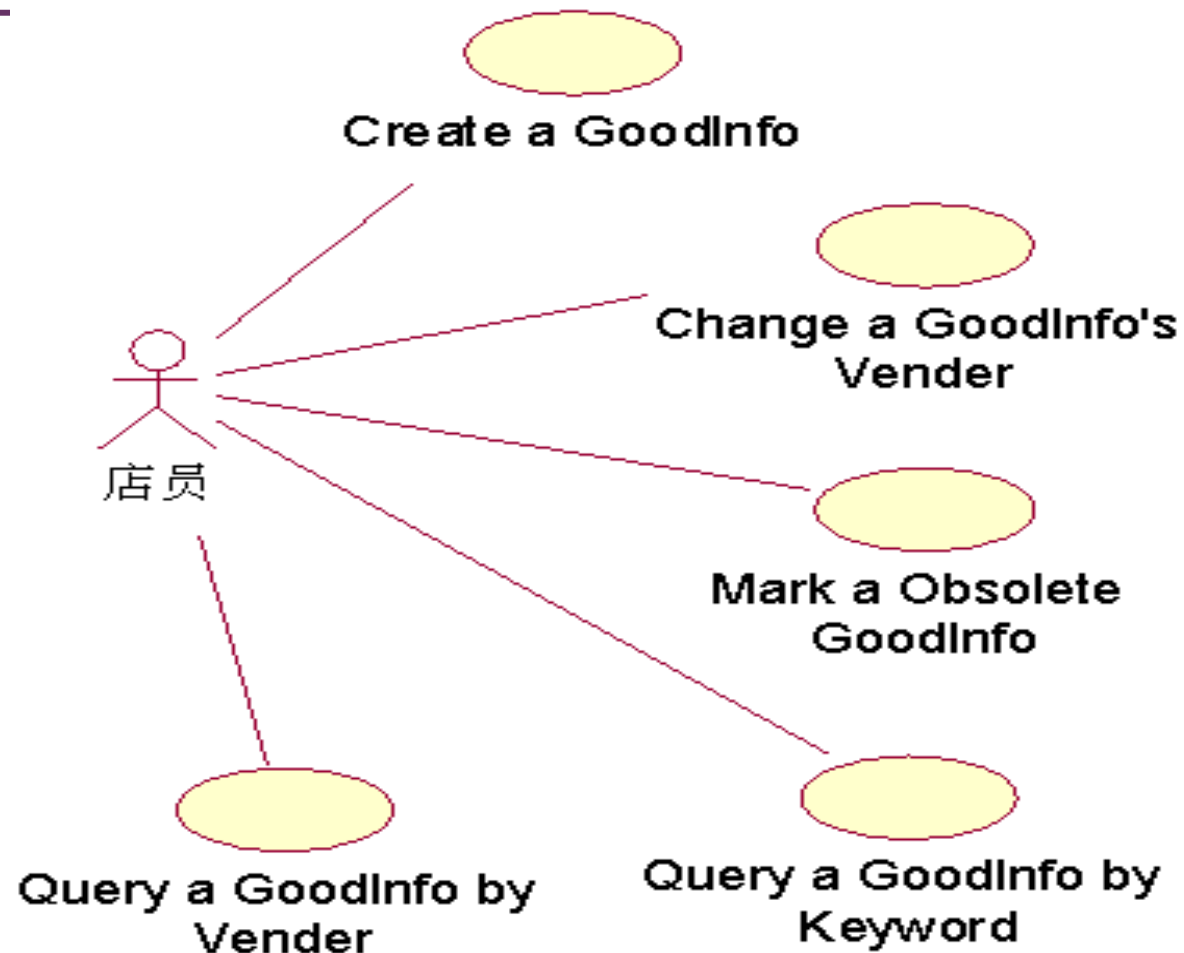 Create a GoodInfo
Change a GoodInfo's
Vender
店员
Mark a Obsolete
GoodInfo
Query a GoodInfo by
Vender
Query a GoodInfo by
Keyword